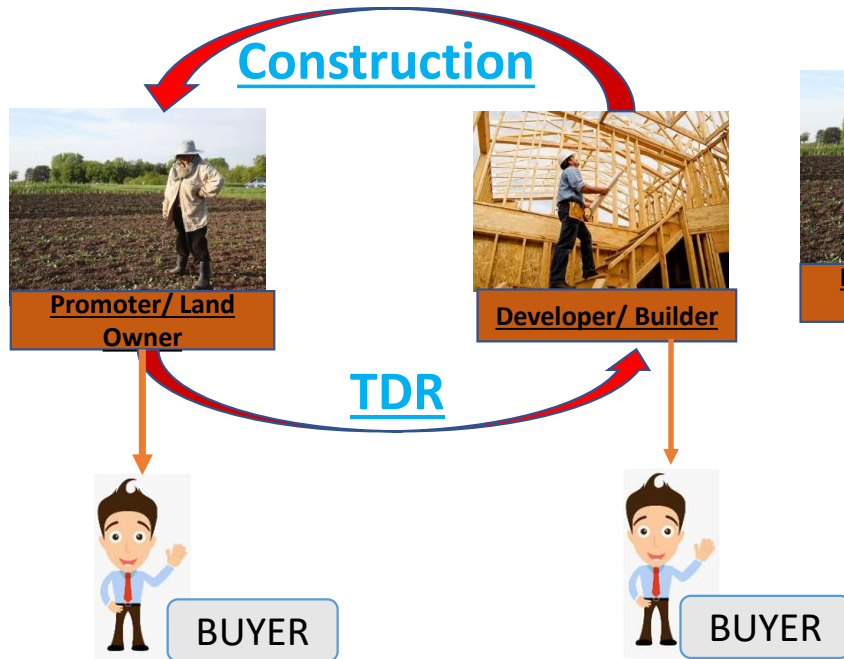 Construction
Promoter/ Land
Owner
Developer/ Builder
TDR
BUYER
BUYER